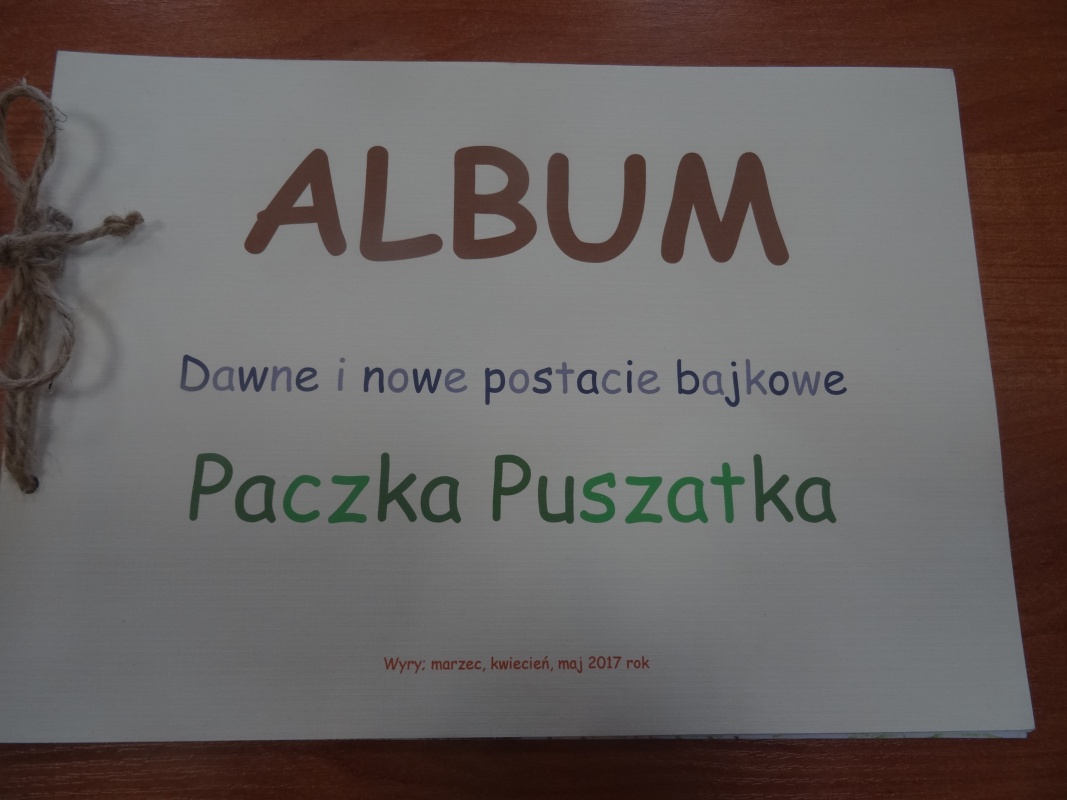 ALBUM
Dawne i nowe postacie bajkowe
Paczka Puszatka
Wyry; marzec, kwiecień, maj 2017 rok